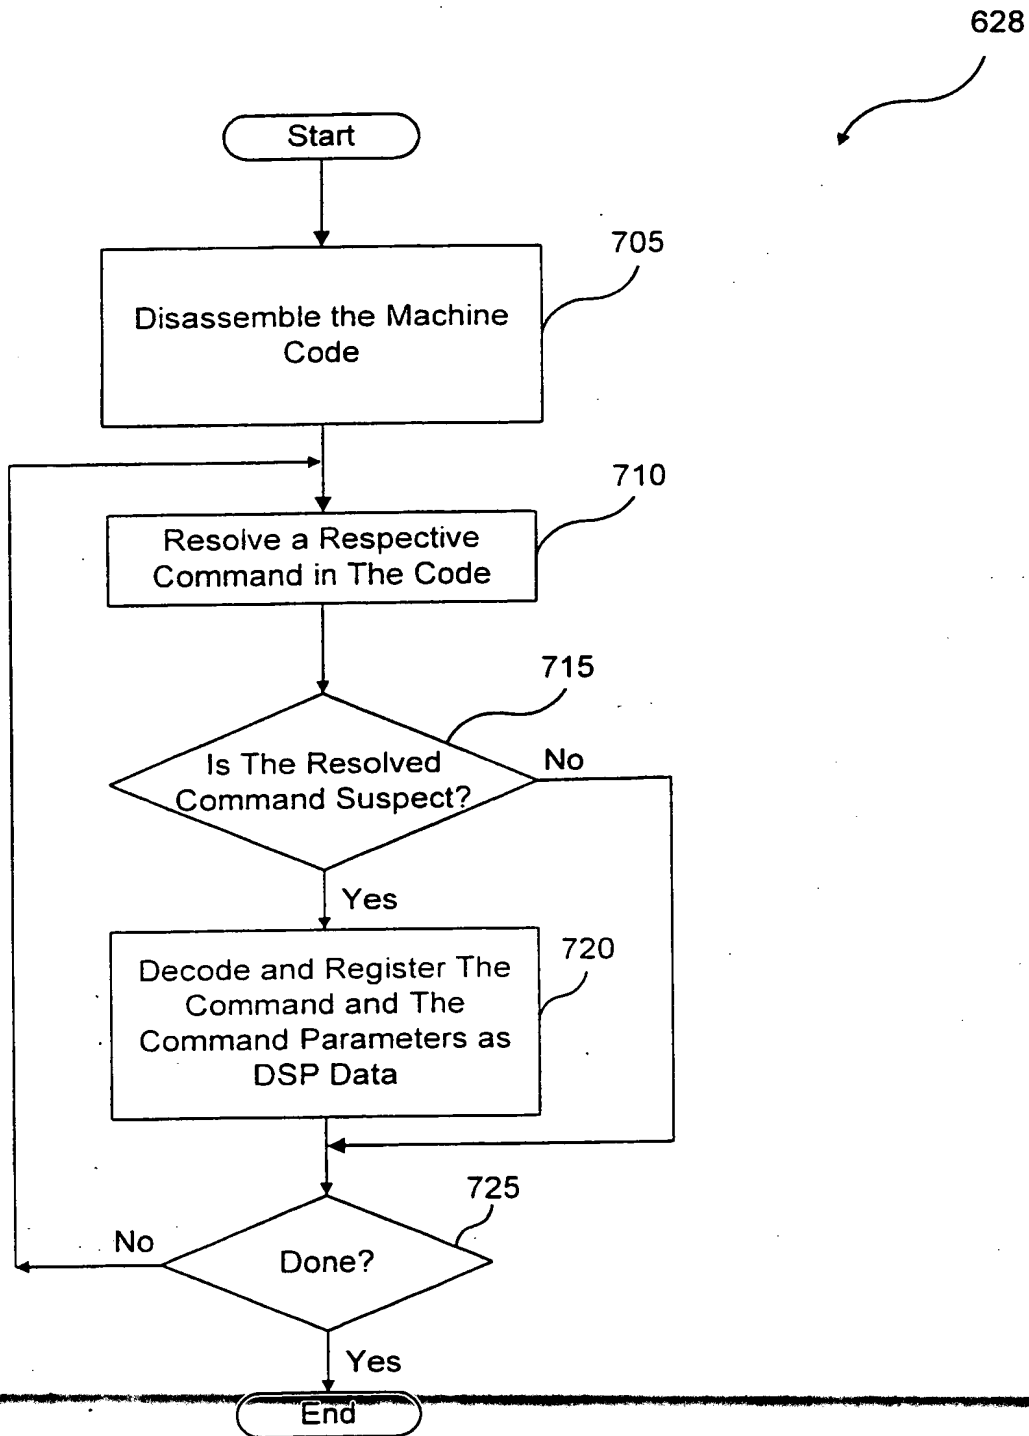 628
Start
705
Disassemble the Machine
Code
710
Resolve a Respective
Command in The Code
715
Is The Resolved
Command Suspect?
No
Yes
720
Decode and Register The
Command and The
Command Parameters as
DSP Data
725
No
Done?
Yes
End